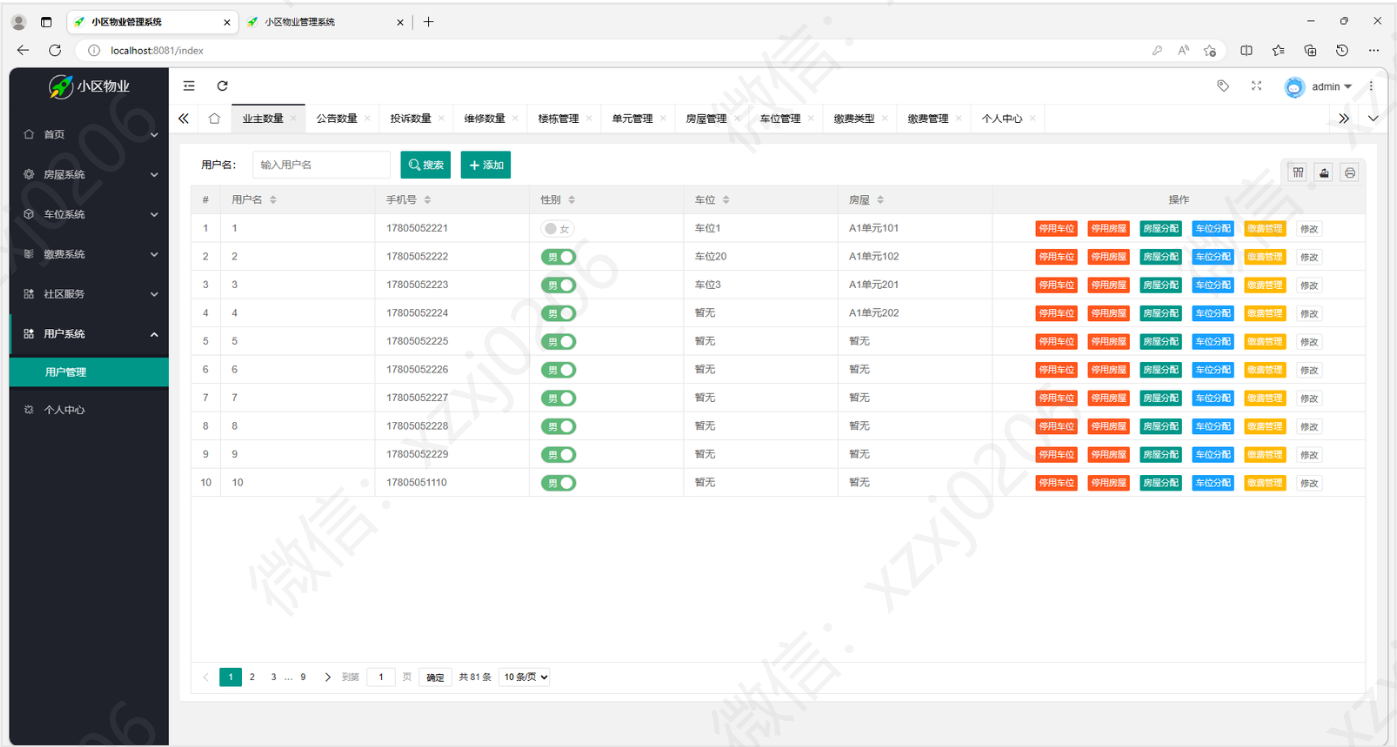 小区物业管理系统 小区物业管理系统
localhost:8081/index
小区物业 admin
业主数量 公告数量 投诉数量 维修数量 楼栋管理 单元管理 房屋管理 车位管理 缴费类型 缴费管理 个人中心
首页
房屋系统
车位系统
缴费系统
社区服务
用户系统
用户管理
个人中心
用户名: 输入用户名 搜索 添加
# 用户名 手机号 性别 车位 房屋 操作
1 1 17805052221 女 车位1 A1单元101 停用车位 停用房屋 房屋分配 车位分配 缴费管理 修改
2 2 17805052222 男 车位20 A1单元102 停用车位 停用房屋 房屋分配 车位分配 缴费管理 修改
3 3 17805052223 男 车位3 A1单元201 停用车位 停用房屋 房屋分配 车位分配 缴费管理 修改
4 4 17805052224 男 暂无 A1单元202 停用车位 停用房屋 房屋分配 车位分配 缴费管理 修改
5 5 17805052225 男 暂无 暂无 停用车位 停用房屋 房屋分配 车位分配 缴费管理 修改
6 6 17805052226 男 暂无 暂无 停用车位 停用房屋 房屋分配 车位分配 缴费管理 修改
7 7 17805052227 男 暂无 暂无 停用车位 停用房屋 房屋分配 车位分配 缴费管理 修改
8 8 17805052228 男 暂无 暂无 停用车位 停用房屋 房屋分配 车位分配 缴费管理 修改
9 9 17805052229 男 暂无 暂无 停用车位 停用房屋 房屋分配 车位分配 缴费管理 修改
10 10 17805051110 男 暂无 暂无 停用车位 停用房屋 房屋分配 车位分配 缴费管理 修改
1 2 3 … 9 到第 1 页 确定 共 81 条 10 条/页
微信：xzxj0206